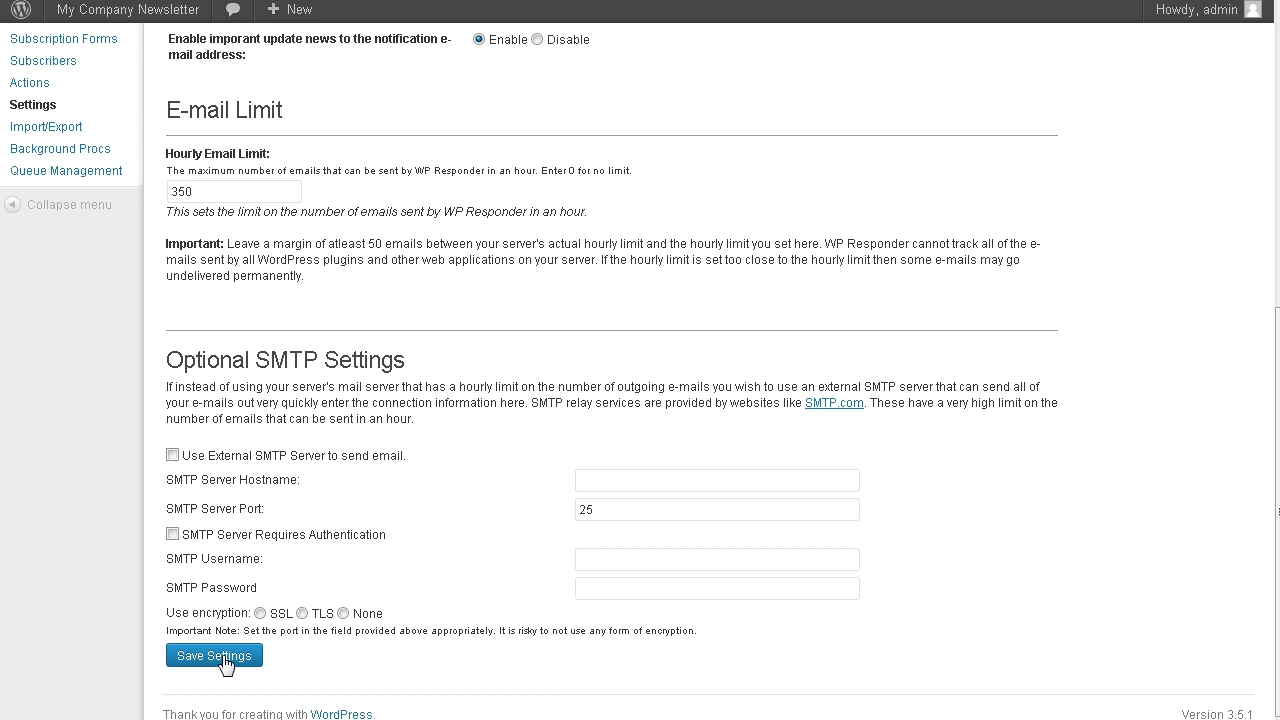 My Company Newsletter New Howdy, admin
Subscription Forms
Subscribers
Actions
Settings
Import/Export
Background Procs
Queue Management
Collapse menu
Enable imporant update news to the notification e-
mail address:
Enable Disable
E-mail Limit
Hourly Email Limit:
The maximum number of emails that can be sent by WP Responder in an hour. Enter 0 for no limit.
350
This sets the limit on the number of emails sent by WP Responder in an hour.
Important: Leave a margin of atleast 50 emails between your server's actual hourly limit and the hourly limit you set here. WP Responder cannot track all of the e-
mails sent by all WordPress plugins and other web applications on your server. If the hourly limit is set too close to the hourly limit then some e-mails may go
undelivered permanently.
Optional SMTP Settings
If instead of using your server's mail server that has a hourly limit on the number of outgoing e-mails you wish to use an external SMTP server that can send all of
your e-mails out very quickly enter the connection information here. SMTP relay services are provided by websites like SMTP.com. These have a very high limit on the
number of emails that can be sent in an hour.
Use External SMTP Server to send email.
SMTP Server Hostname:
SMTP Server Port: 25
SMTP Server Requires Authentication
SMTP Username:
SMTP Password
Use encryption: SSL TLS None
Important Note: Set the port in the field provided above appropriately. It is risky to not use any form of encryption.
Save Settings
Thank you for creating with WordPress. Version 3.5.1